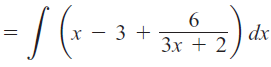 = ∫ (x − 3 + 6/(3x + 2)) dx